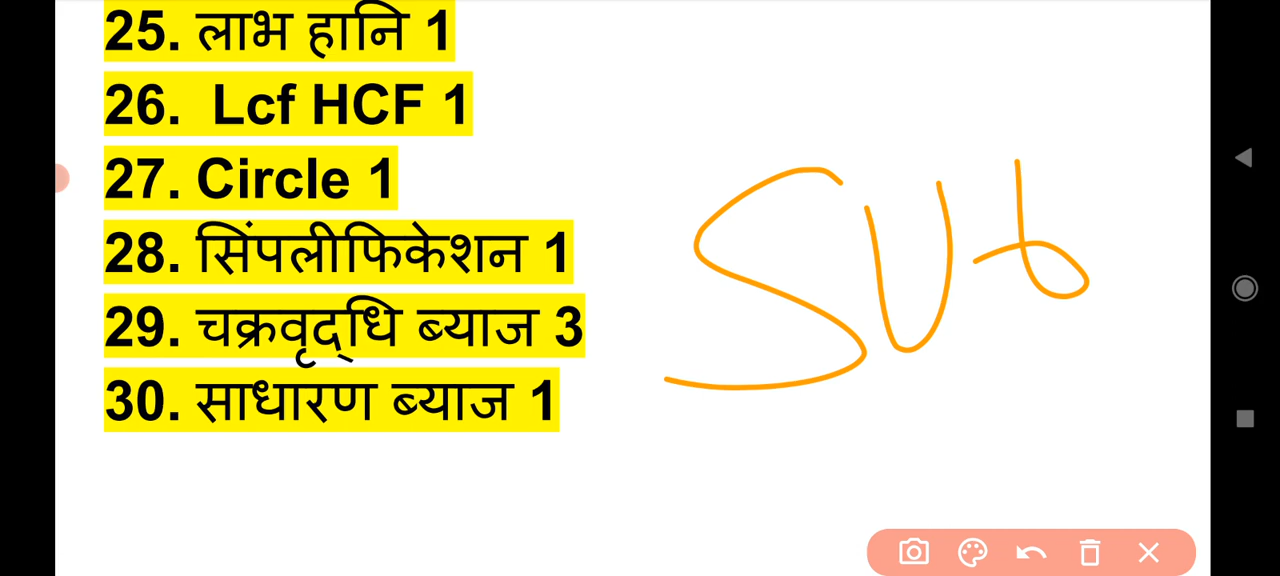 25. लाभ हानि 1
26. Lcf HCF 1
27. Circle 1
28. सिंपलीफिकेशन 1
29. चक्रवृद्धि ब्याज 3
30. साधारण ब्याज 1